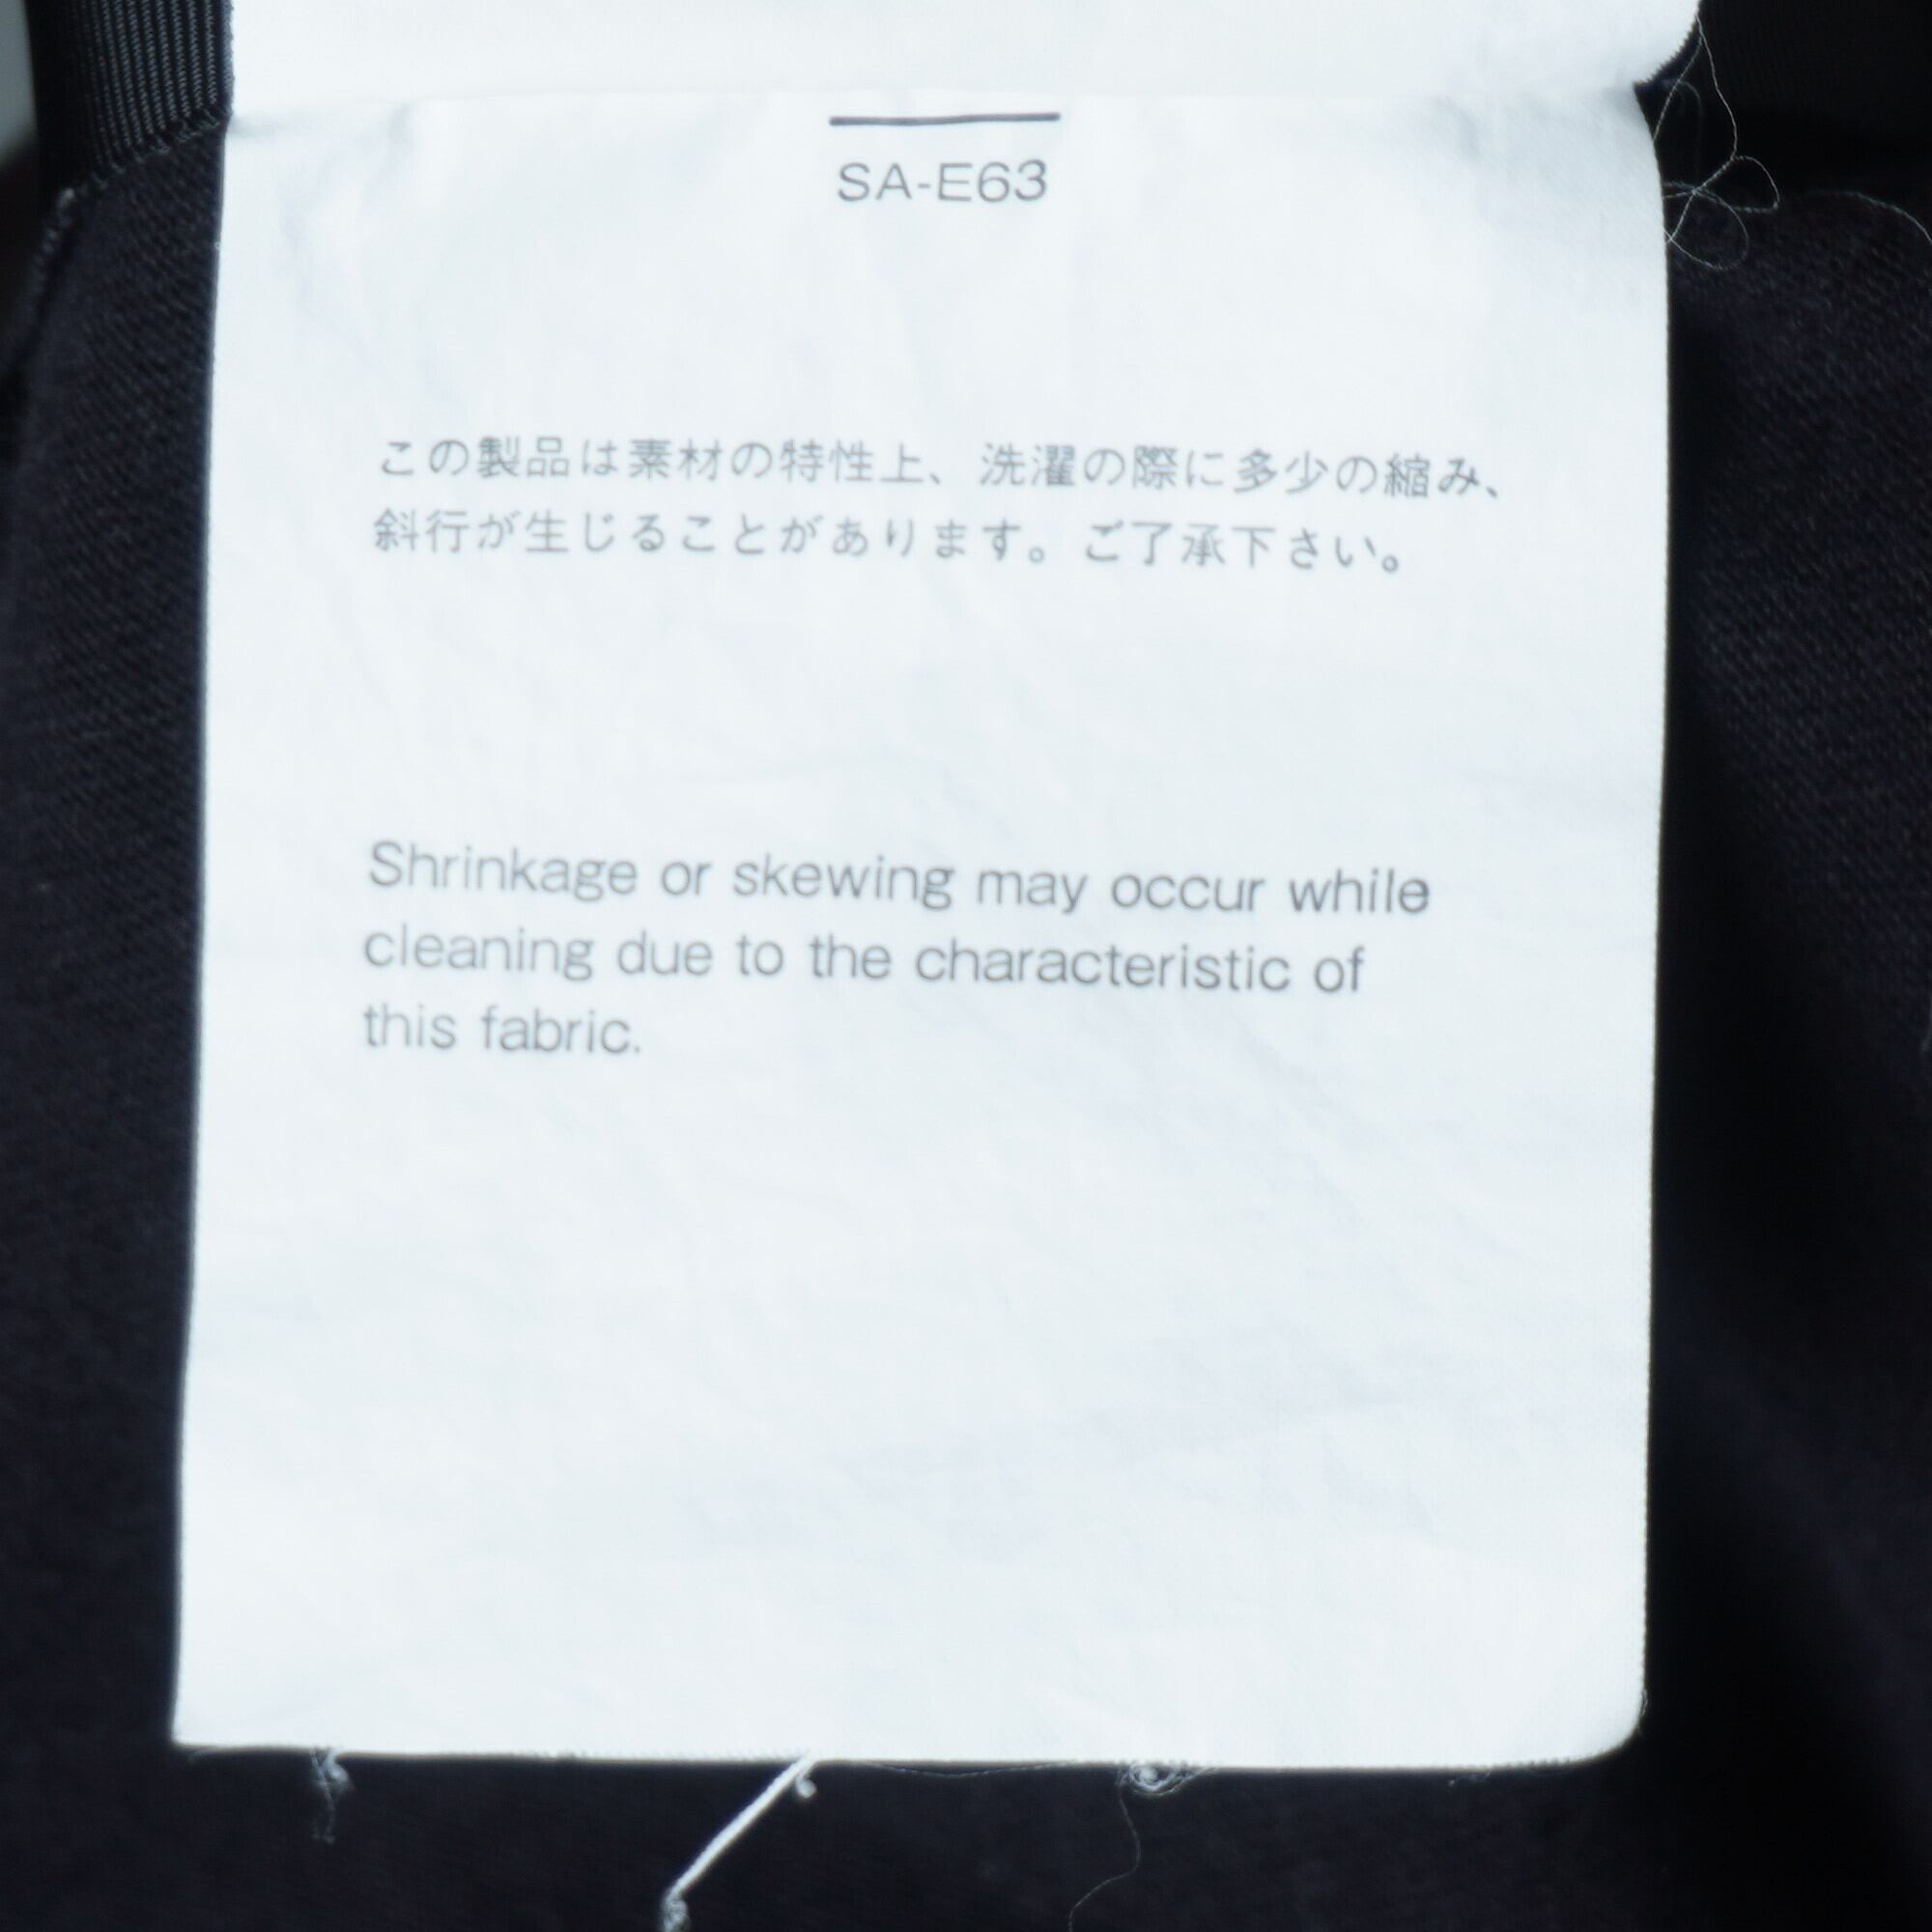 SA-E63
この製品は素材の特性上、洗濯の際に多少の縮み、
斜行が生じることがあります。ご了承下さい。
Shrinkage or skewing may occur while
cleaning due to the characteristic of
this fabric.